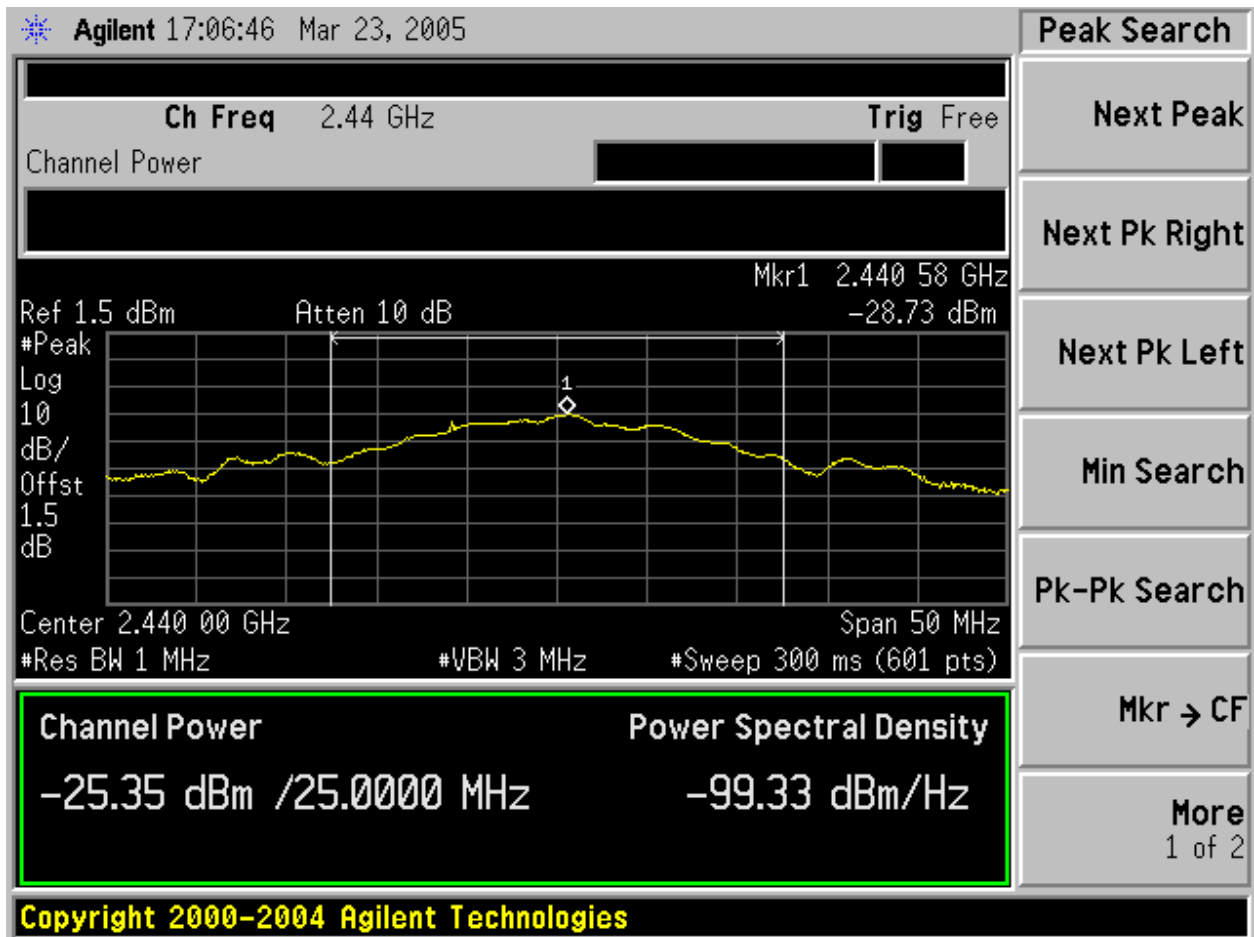 Agilent 17:06:46 Mar 23, 2005
Peak Search
Ch Freq 2.44 GHz Trig Free
Channel Power
Mkr1 2.440 58 GHz
Ref 1.5 dBm Atten 10 dB -28.73 dBm
#Peak
Log
10
dB/
Offst
1.5
dB
1
Center 2.440 00 GHz Span 50 MHz
#Res BW 1 MHz #VBW 3 MHz #Sweep 300 ms (601 pts)
Channel Power Power Spectral Density
-25.35 dBm /25.0000 MHz -99.33 dBm/Hz
Next Peak
Next Pk Right
Next Pk Left
Min Search
Pk-Pk Search
Mkr → CF
More
1 of 2
Copyright 2000-2004 Agilent Technologies